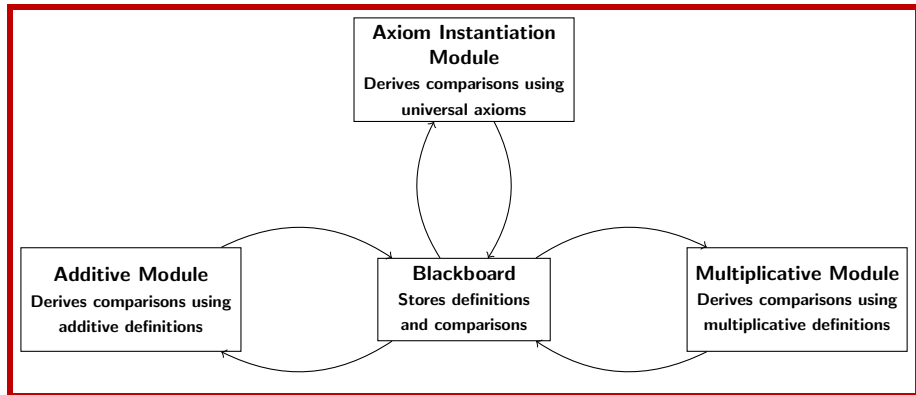 Axiom Instantiation
Module
Derives comparisons using
universal axioms
Additive Module
Derives comparisons using
additive definitions
Blackboard
Stores definitions
and comparisons
Multiplicative Module
Derives comparisons using
multiplicative definitions